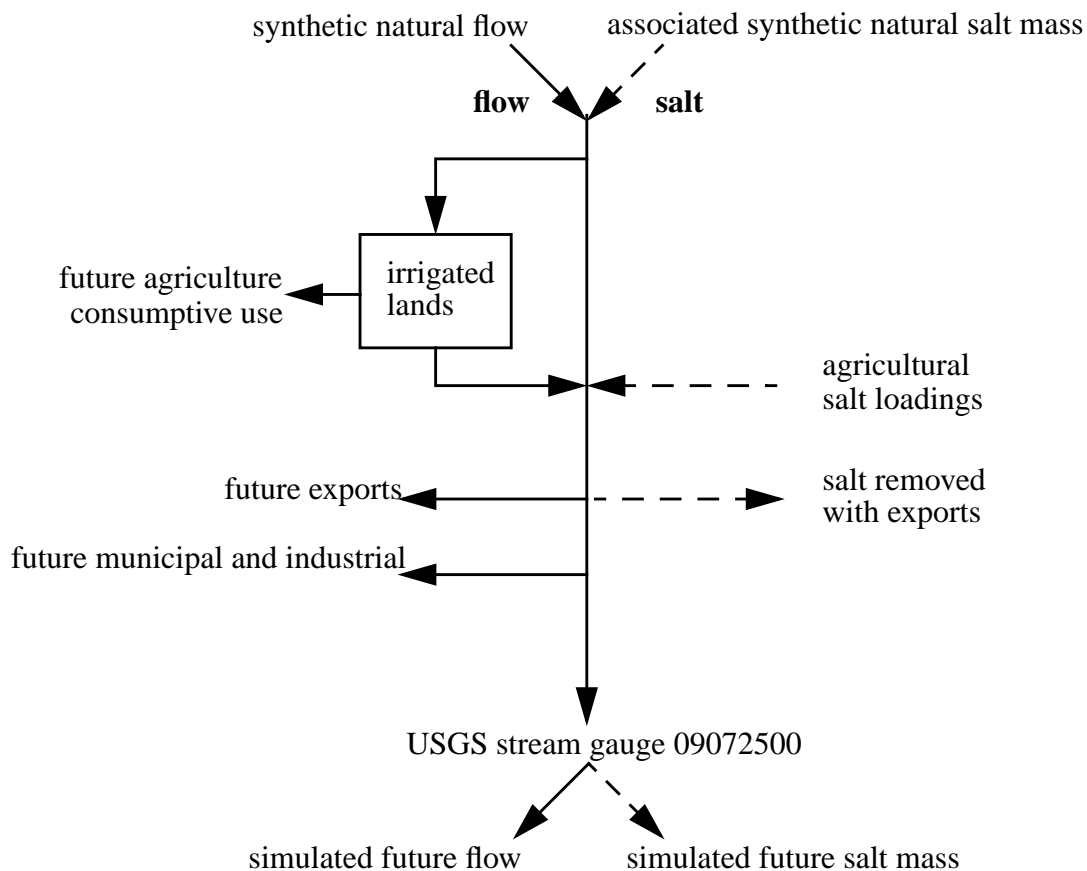 synthetic natural flow
associated synthetic natural salt mass
flow
salt
irrigated
lands
future agriculture
consumptive use
agricultural
salt loadings
future exports
salt removed
with exports
future municipal and industrial
USGS stream gauge 09072500
simulated future flow
simulated future salt mass